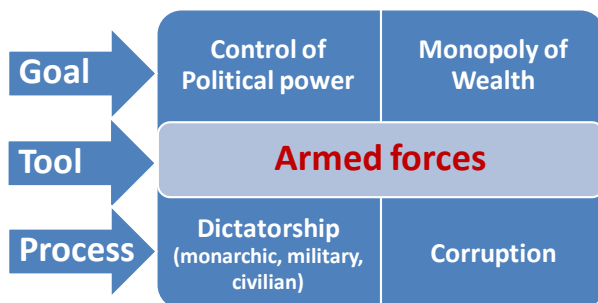 Goal
Control of
Political power
Monopoly of
Wealth
Tool
Armed forces
Process
Dictatorship
(monarchic, military,
civilian)
Corruption